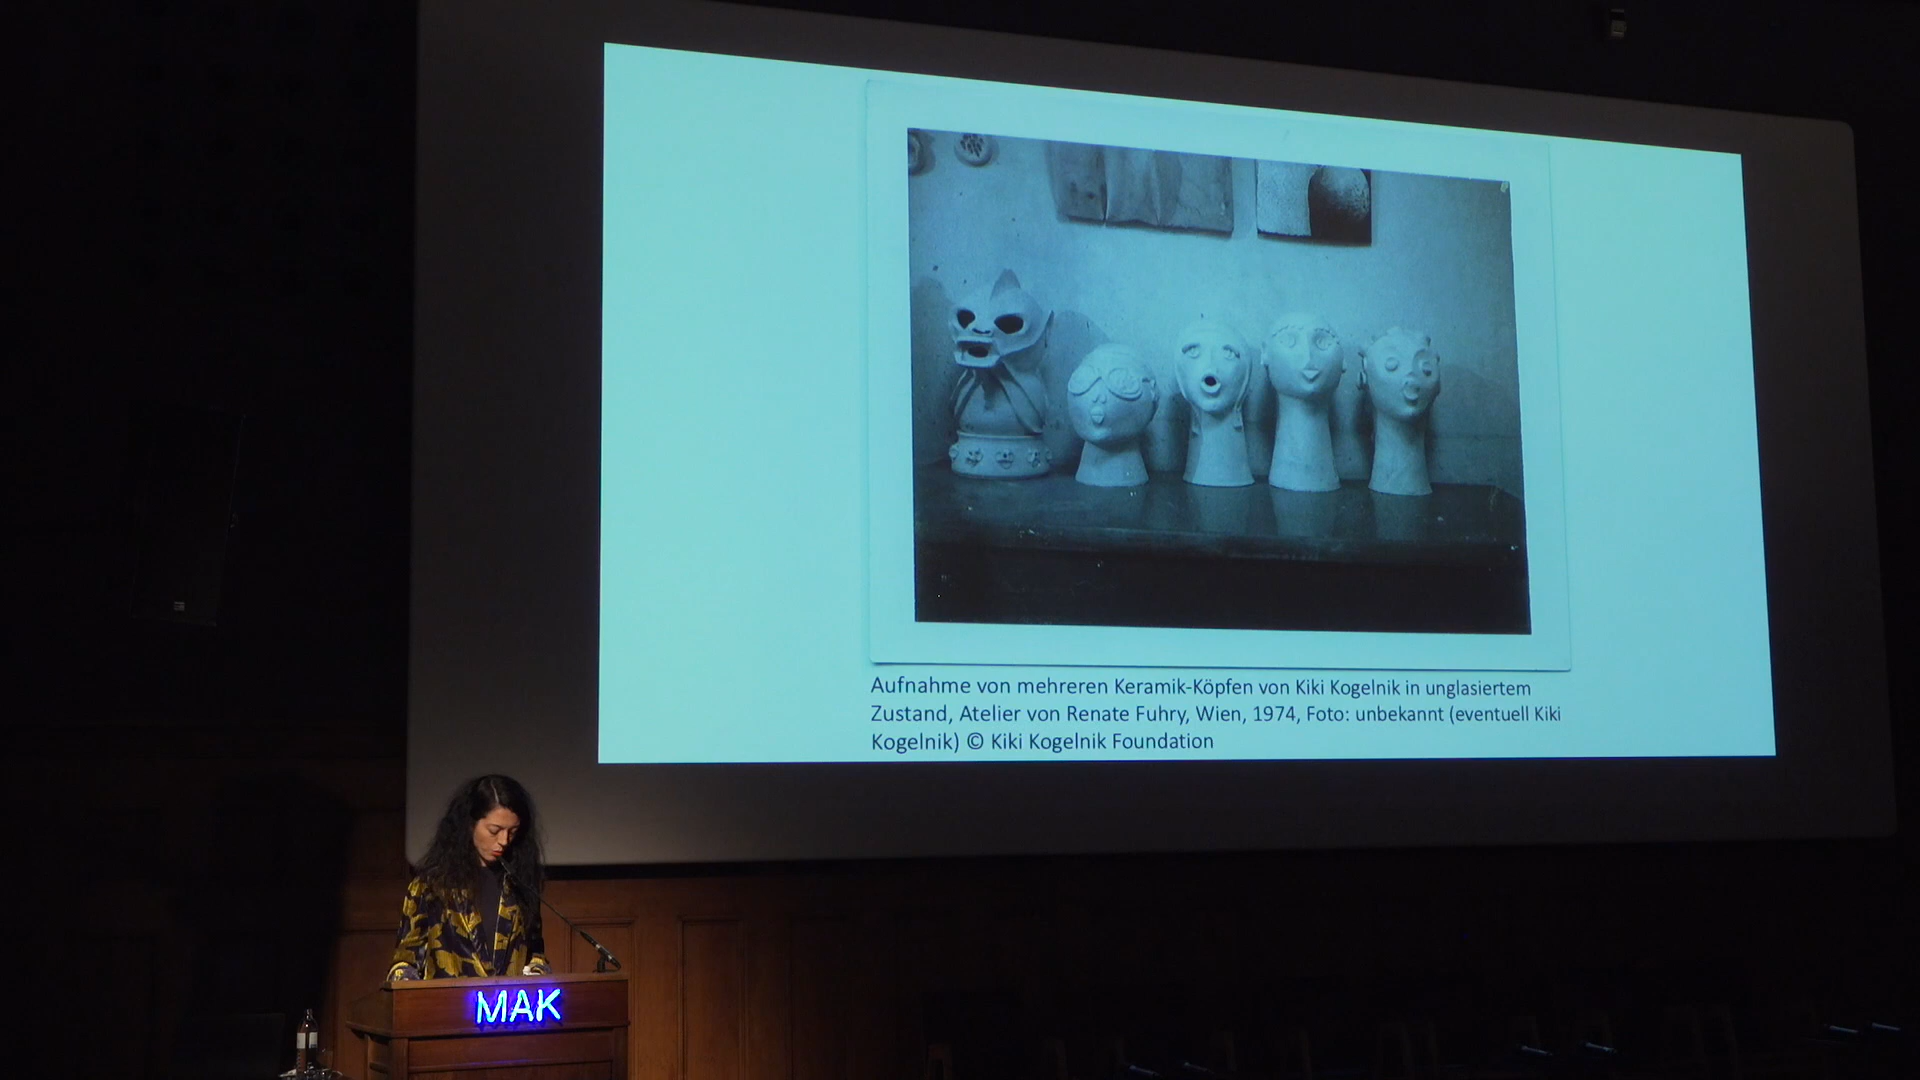 Aufnahme von mehreren Keramik-Köpfen von Kiki Kogelnik in unglasiertem
Zustand, Atelier von Renate Fuhry, Wien, 1974, Foto: unbekannt (eventuell Kiki
Kogelnik) © Kiki Kogelnik Foundation
MAK